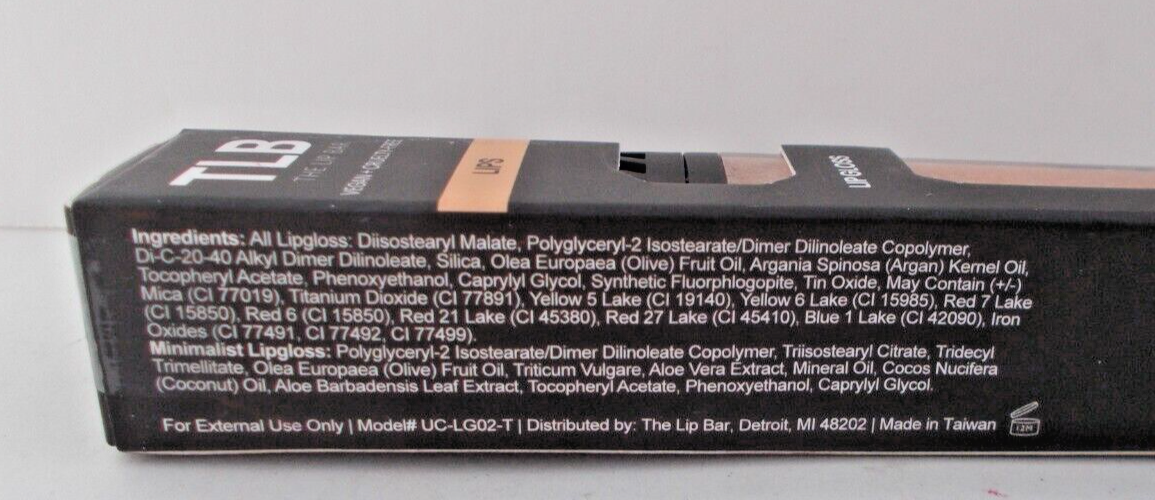 TLB
THE LIP BAR
VEGAN + CRUELTY-FREE
LIPS
LIPGLOSS
Ingredients: All Lipgloss: Diisostearyl Malate, Polyglyceryl-2 Isostearate/Dimer Dilinoleate Copolymer,
Di-C-20-40 Alkyl Dimer Dilinoleate, Silica, Olea Europaea (Olive) Fruit Oil, Argania Spinosa (Argan) Kernel Oil,
Tocopheryl Acetate, Phenoxyethanol, Caprylyl Glycol, Synthetic Fluorphlogopite, Tin Oxide, May Contain (+/-)
Mica (CI 77019), Titanium Dioxide (CI 77891), Yellow 5 Lake (CI 19140), Yellow 6 Lake (CI 15985), Red 7 Lake
(CI 15850), Red 6 (CI 15850), Red 21 Lake (CI 45380), Red 27 Lake (CI 45410), Blue 1 Lake (CI 42090), Iron
Oxides (CI 77491, CI 77492, CI 77499).
Minimalist Lipgloss: Polyglyceryl-2 Isostearate/Dimer Dilinoleate Copolymer, Triisostearyl Citrate, Tridecyl
Trimellitate, Olea Europaea (Olive) Fruit Oil, Triticum Vulgare, Aloe Vera Extract, Mineral Oil, Cocos Nucifera
(Coconut) Oil, Aloe Barbadensis Leaf Extract, Tocopheryl Acetate, Phenoxyethanol, Caprylyl Glycol.
For External Use Only | Model# UC-LG02-T | Distributed by: The Lip Bar, Detroit, MI 48202 | Made in Taiwan
12M